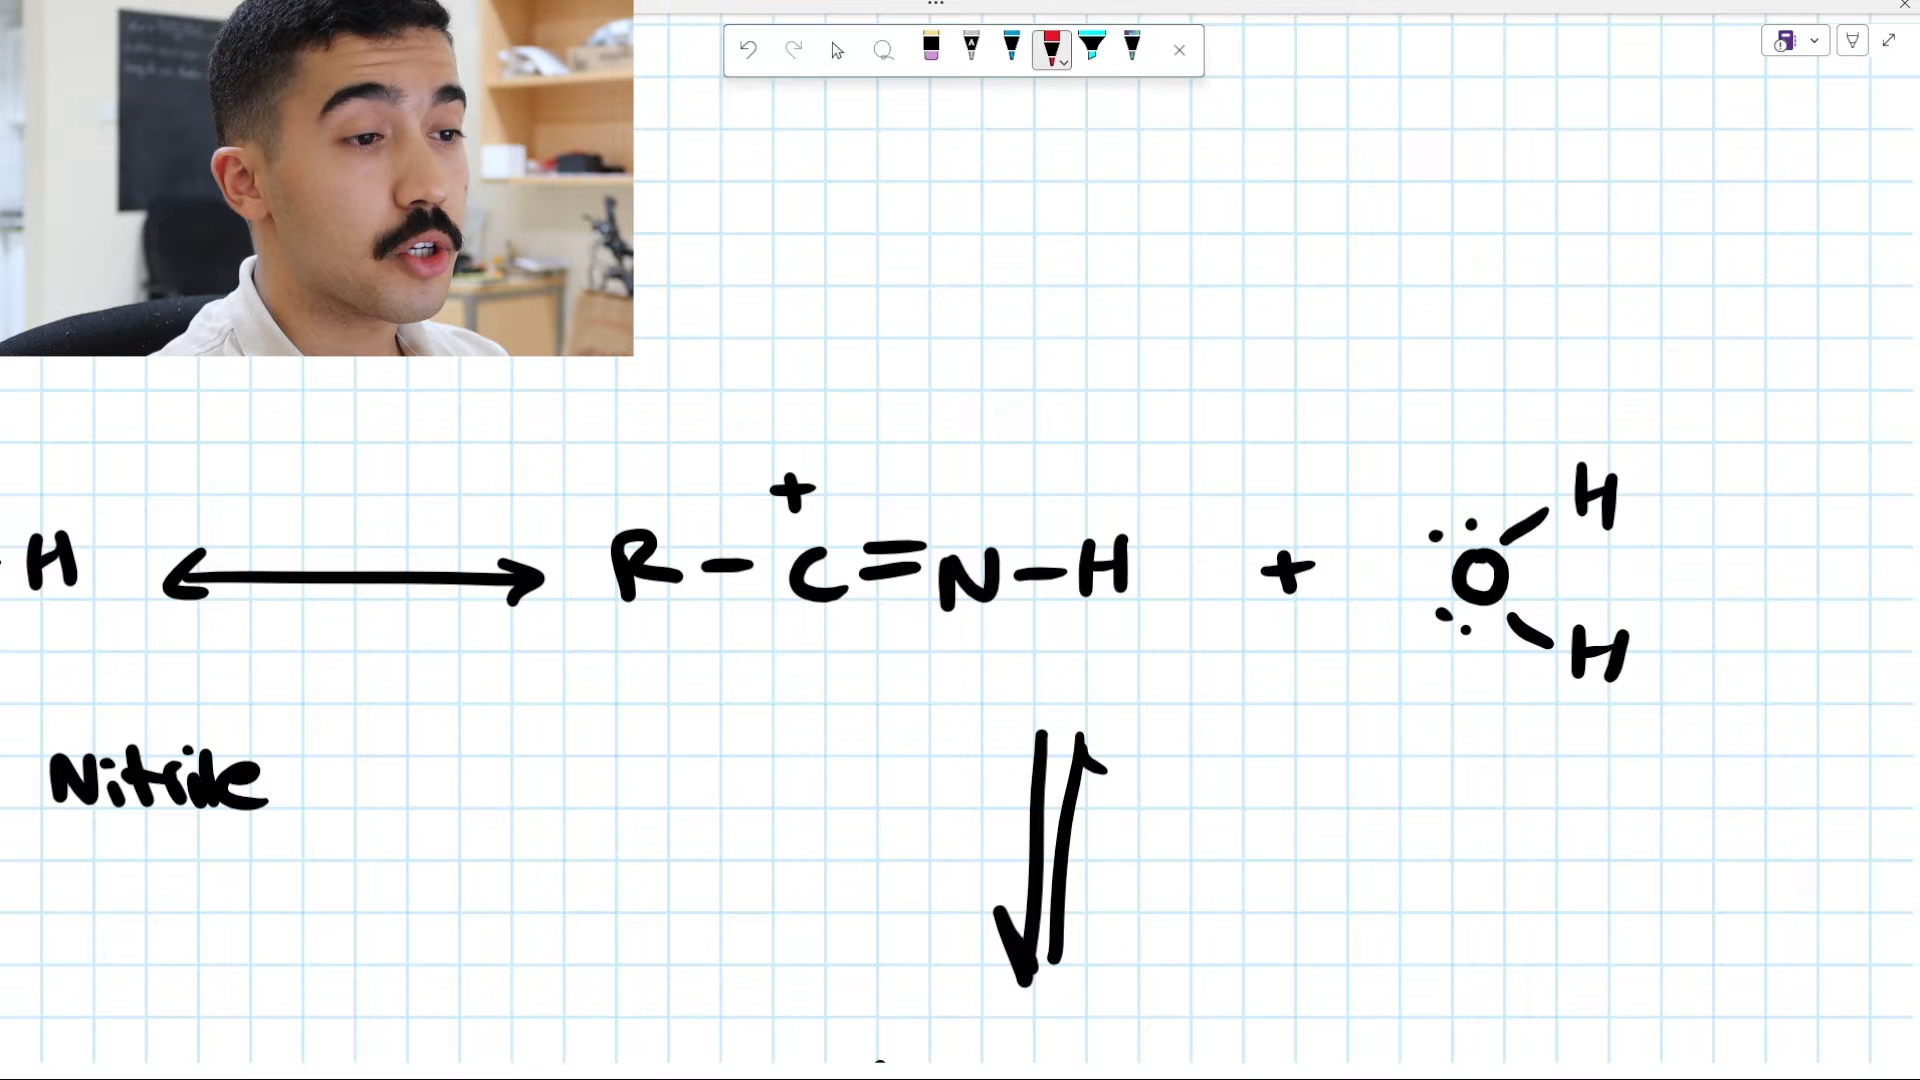 H ⟷ R - C⁺ = N - H + :O: - H
- H
Nitrile